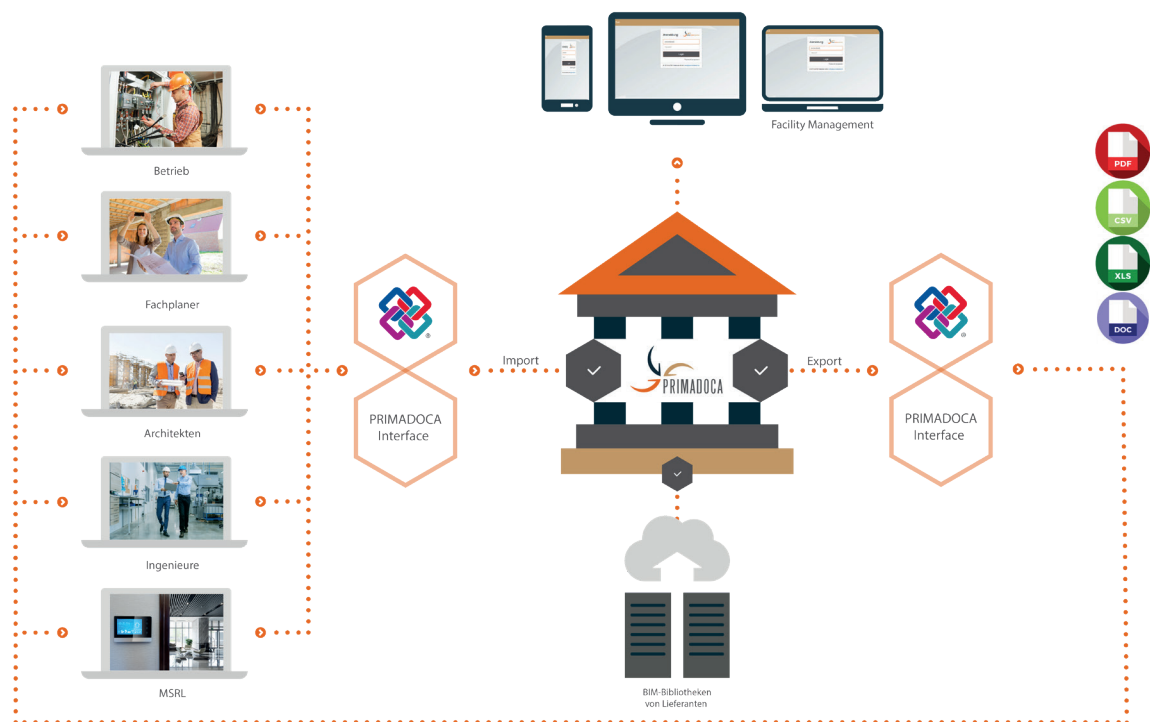 Facility Management
Betrieb
Fachplaner
Architekten
Ingenieure
MSRL
®
PRIMADOCA
Interface
Import
PRIMADOCA
Export
®
PRIMADOCA
Interface
PDF
CSV
XLS
DOC
BIM-Bibliotheken
von Lieferanten